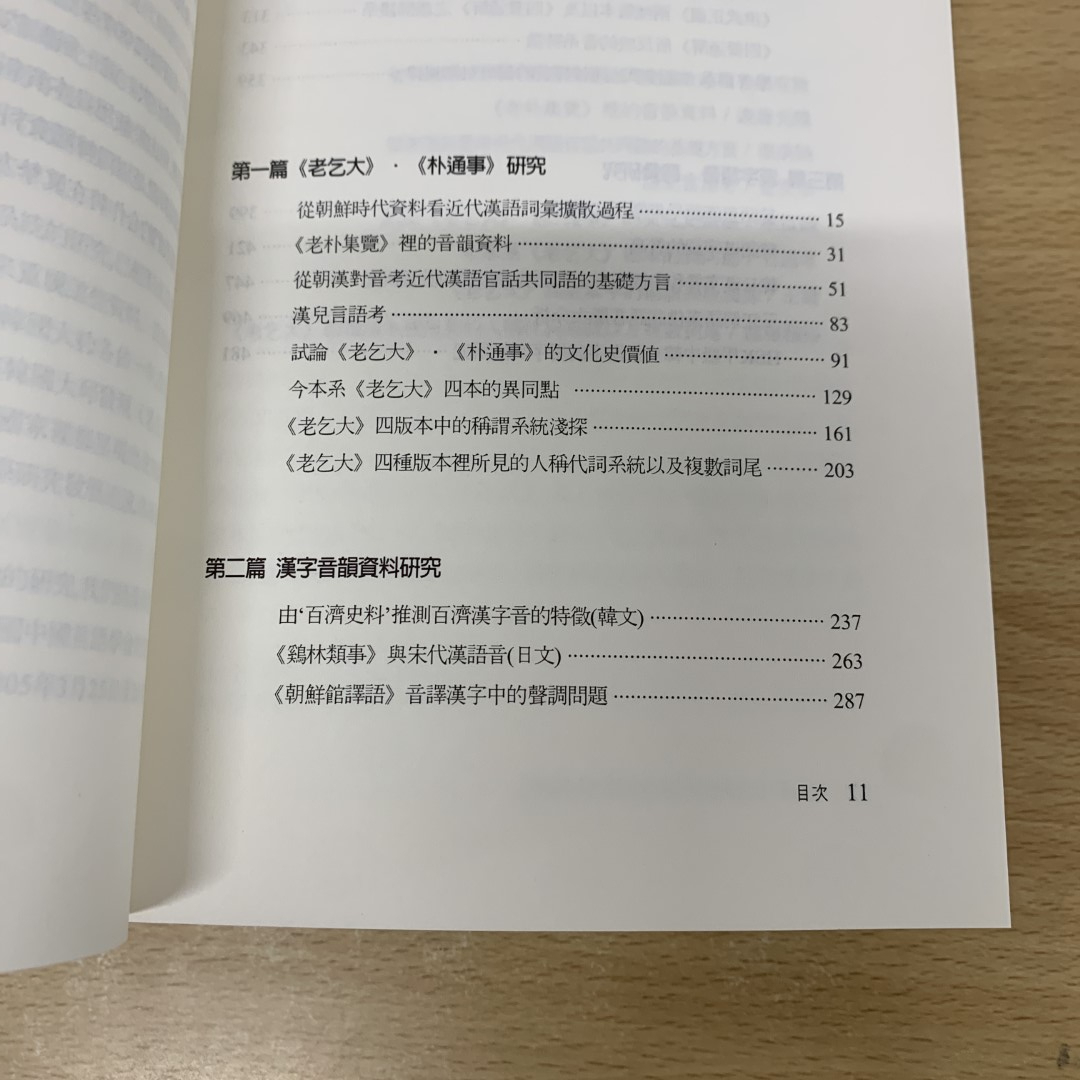 第一篇《老乞大》·《朴通事》研究
從朝鮮時代資料看近代漢語詞彙擴散過程 ························ 15
《老朴集覽》裡的音韻資料 ········································ 31
從朝漢對音考近代漢語官話共同語的基礎方言 ··················· 51
漢兒言語考 ························································ 83
試論《老乞大》·《朴通事》的文化史價值 ····················· 91
今本系《老乞大》四本的異同點 ································ 129
《老乞大》四版本中的稱謂系統淺探 ····························· 161
《老乞大》四種版本裡所見的人稱代詞系統以及複數詞尾 ········· 203
第二篇 漢字音韻資料研究
由‘百濟史料’推測百濟漢字音的特徵(韓文) ······················· 237
《鷄林類事》與宋代漢語音(日文) ································· 263
《朝鮮館譯語》音譯漢字中的聲調問題 ··························· 287
目次 11